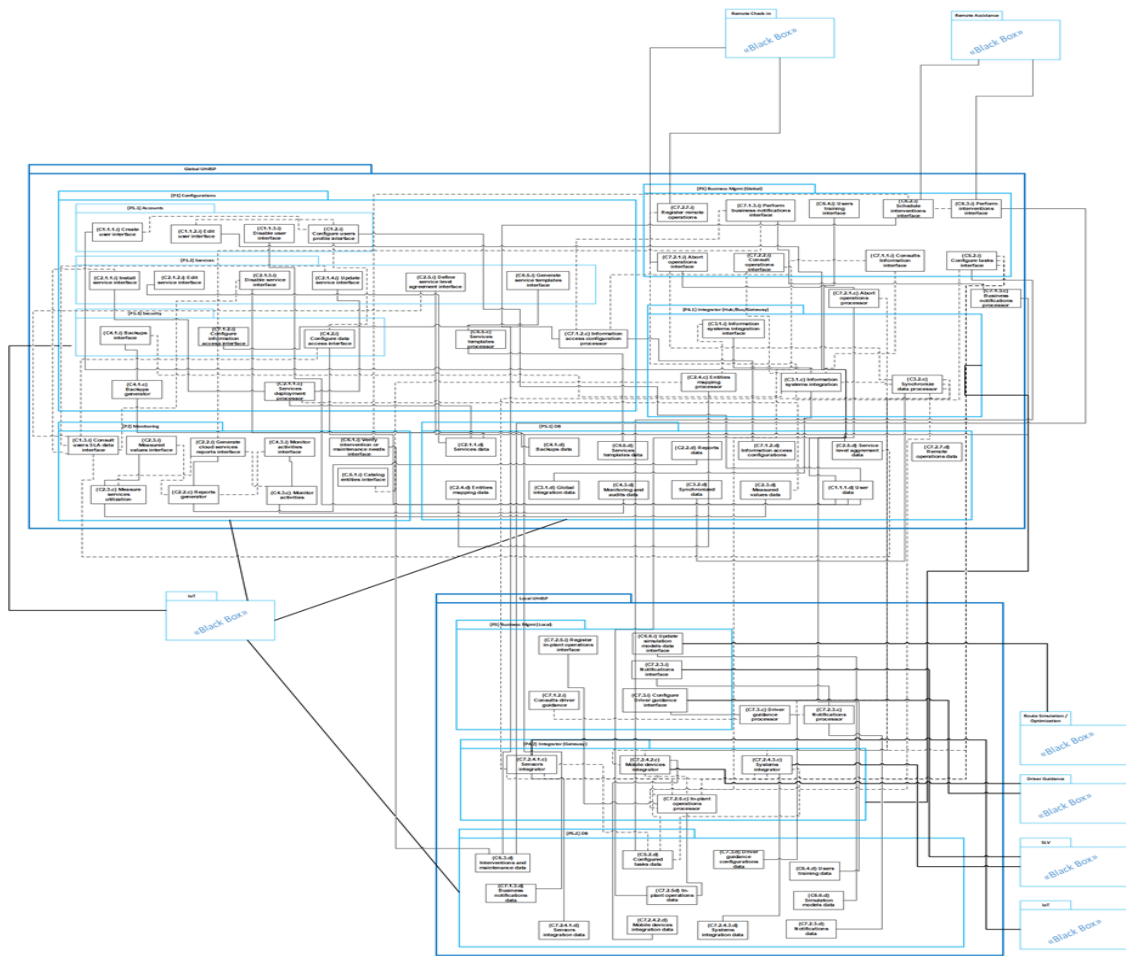 Remote Check-in
«Black Box»
Remote Assistance
«Black Box»
Global UH4SP
[P1] Configurations
[P1.1] Accounts
{C1.1.1.i} Create
user interface
{C1.1.2.i} Edit
user interface
{C1.1.3.i}
Disable user
interface
{C1.2.i}
Configure users
profile interface
[P1.2] Services
{C2.1.1.i} Install
service interface
{C2.1.2.i} Edit
service interface
{C2.1.3.i}
Disable service
interface
{C2.1.4.i} Update
service interface
{C2.5.i} Define
service level
agreement interface
{C6.5.i} Generate
service templates
interface
[P1.3] Security
{C4.1.i} Backups
interface
{C7.1.2.i}
Configure
information
access interface
{C4.2.i}
Configure data
access interface
Services
templates
processor
{C7.1.2.c} Information
access configuration
processor
{C4.1.c}
Backups
generator
{C2.1.1.c}
Services
deployment
processor
[P5] Business Mgmt (Global)
{C7.2.7.i}
Register remote
operations
{C7.1.3.i} Perform
business notifications
interface
{C6.4.i} Users
training
interface
Schedule
interventions
interface
{C6.3.i} Perform
interventions
interface
{C7.2.1.i} Abort
operations
interface
{C7.2.2.i}
Consult
operations
interface
{C7.1.1.i} Consults
information
interface
{C5.2.i}
Configure tasks
interface
{C7.2.1.c} Abort
operations
processor
{C7.1.3.c}
Business
notifications
processor
[P4.1] Integrator (Hub/Bus/Gateway)
{C3.1.i} Information
systems integration
interface
{C2.4.c} Entities
mapping
processor
{C3.1.c} Information
systems integration
{C3.2.c}
Synchronize
data processor
[P2] Monitoring
{C1.3.i} Consult
users SLA data
interface
{C2.3.i}
Measured
values interface
{C2.2.i} Generate
cloud services
reports interface
{C4.3.i} Monitor
activities
interface
{C6.1.i} Verify
intervention or
maintenance needs
interface
{C5.1.i} Catalog
entities interface
{C2.3.c} Measure
services
utilization
{C2.2.c} Reports
generator
{C4.3.c} Monitor
activities
{C2.1.1.d}
Services data
{C4.1.d}
Backups data
Services
templates data
{C2.2.d} Reports
data
{C7.1.2.d}
Information access
configurations
{C2.5.d} Service
level agreement
data
{C7.2.7.d}
Remote
operations data
{C2.4.d} Entities
mapping data
{C3.1.d} Global
integration data
{C4.3.d}
Monitoring and
audits data
{C3.2.d}
Synchronised
data
{C2.3.d}
Measured
values data
{C1.1.1.d} User
data
IoT
«Black Box»
Local UH4SP
[P5] Business Mgmt (Local)
{C7.2.5.i} Register
in-plant operations
interface
{C6.6.i} Update
simulation
models data
interface
{C7.2.3.i}
Notifications
interface
{C7.1.2.i}
Consults driver
guidance
{C7.3.i} Configure
Driver guidance
interface
{C7.3.c} Driver
guidance
processor
{C7.2.3.c}
Notifications
processor
[P4.2] Integrator (Gateway)
{C7.2.4.1.c}
Sensors
integrator
{C7.2.4.2.c}
Mobile devices
integrator
{C7.2.4.3.c}
Systems
integrator
{C7.2.5.c} In-plant
operations
processor
{C6.3.d}
Interventions and
maintenance data
{C5.2.d}
Configured
tasks data
{C7.3.d} Driver
guidance
configurations
data
{C6.4.d} Users
training data
{C7.1.3.d}
Business
notifications
data
{C7.2.5d} In-
plant operations
data
{C6.6.d}
Simulation
models data
{C7.2.4.1.d}
Sensors
integration data
{C7.2.4.2.d}
Mobile devices
integration data
{C7.2.4.3.d}
Systems
integration data
{C7.2.3.d}
Notifications
data
Route Simulation /
Optimization
«Black Box»
Driver Guidance
«Black Box»
SLV
«Black Box»
IoT
«Black Box»